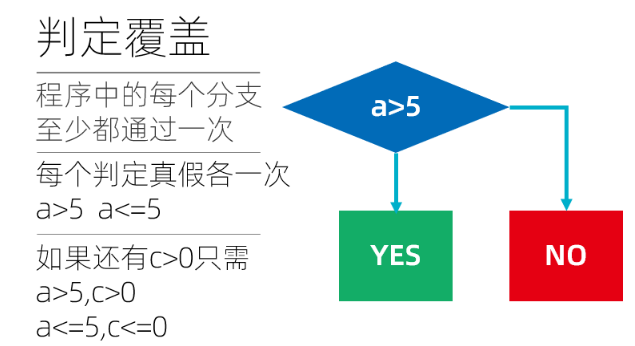 判定覆盖
程序中的每个分支
至少都通过一次
每个判定真假各一次
a>5 a<=5
如果还有c>0只需
a>5,c>0
a<=5,c<=0
a>5
YES
NO